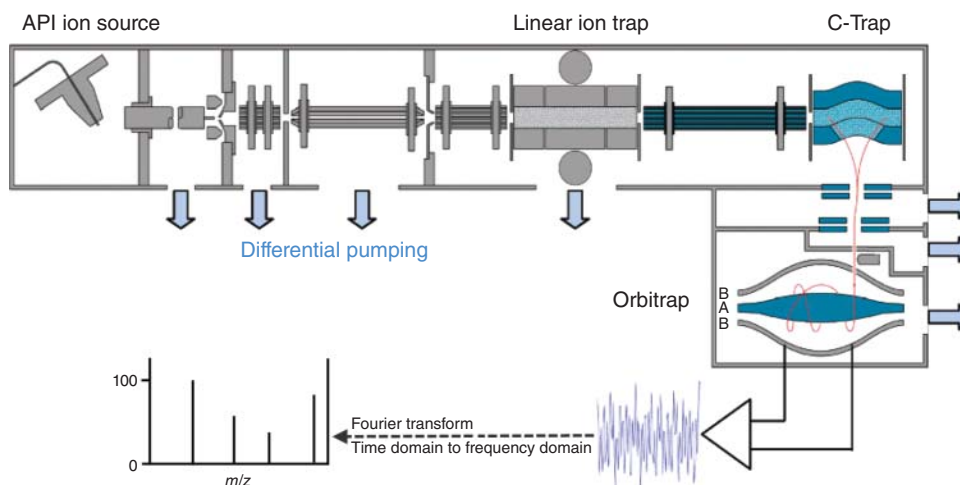 API ion source
Linear ion trap
C-Trap
Differential pumping
Orbitrap
B
A
B
100
0
m/z
Fourier transform
Time domain to frequency domain